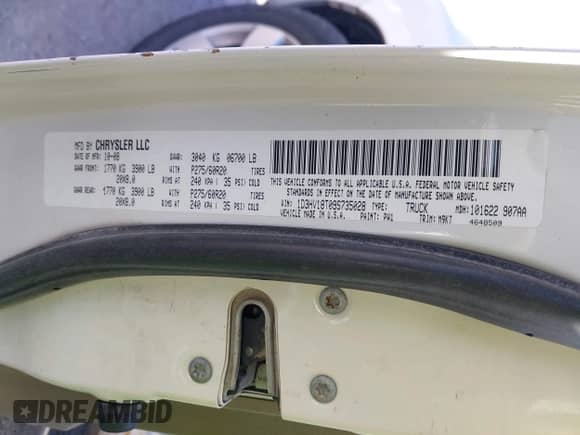 MFG BY CHRYSLER LLC
DATE OF MFR 10-08 GVWR: 3040 KG 06700 LB
GAWR FRONT: 1770 KG 3900 LB WITH P275/60R20 TIRES
20X8.0 RIMS AT 240 KPA ( 35 PSI) COLD
GAWR REAR: 1770 KG 3900 LB WITH P275/60R20 TIRES
20X8.0 RIMS AT 240 KPA ( 35 PSI) COLD
THIS VEHICLE CONFORMS TO ALL APPLICABLE U.S.A. FEDERAL MOTOR VEHICLE SAFETY
STANDARDS IN EFFECT ON THE DATE OF MANUFACTURE SHOWN ABOVE.
VIN: 1D3HV18T09S735028 TYPE: TRUCK MDH: 101622 907AA
VEHICLE MADE IN U.S.A. PAINT: PW1 TRIM: M9KT 4648509
DREAMBID